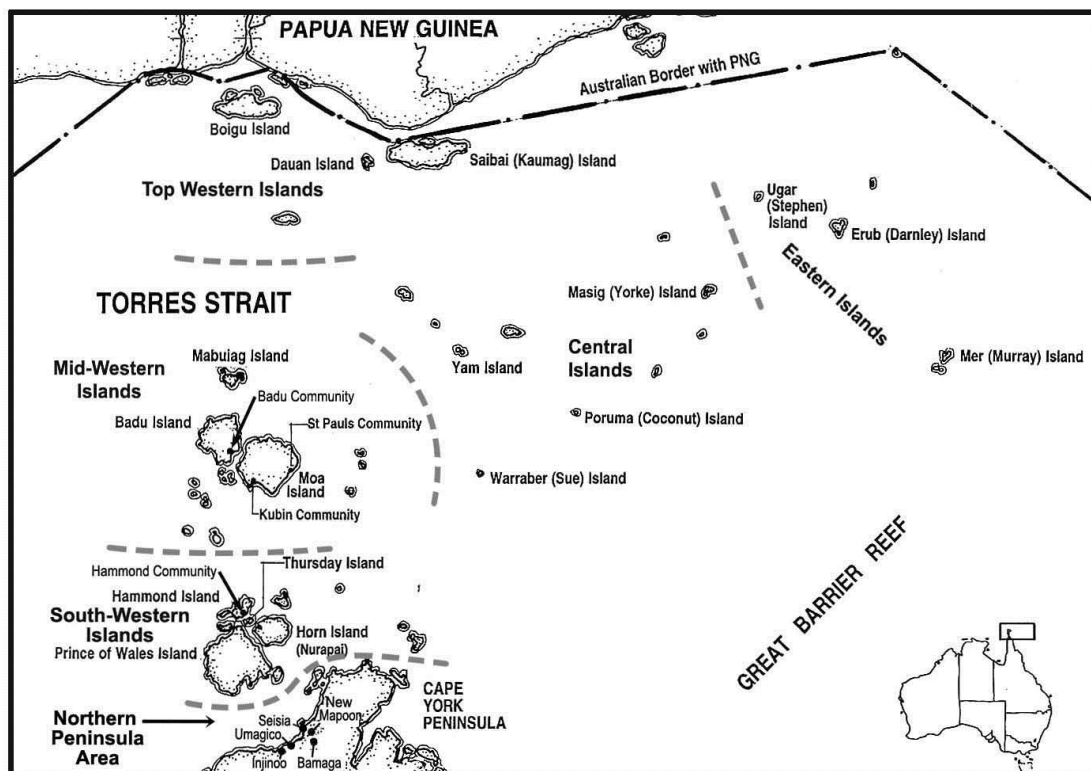 PAPUA NEW GUINEA
Australian Border with PNG
Boigu Island
Dauan Island
Saibai (Kaumag) Island
Top Western Islands
Ugar
(Stephen)
Island
Erub (Darnley) Island
Eastern Islands
TORRES STRAIT
Masig (Yorke) Island
Central
Islands
Yam Island
Mer (Murray) Island
Mabuiag Island
Mid-Western
Islands
Badu Community
Badu Island
St Pauls Community
Poruma (Coconut) Island
Moa
Island
Warraber (Sue) Island
Kubin Community
GREAT BARRIER REEF
Thursday Island
Hammond Community
Hammond Island
South-Western
Islands
Horn Island
(Nurapai)
Prince of Wales Island
CAPE
YORK
PENINSULA
Northern
Peninsula
Area
New
Mapoon
Seisia
Umagico
Injinoo
Bamaga